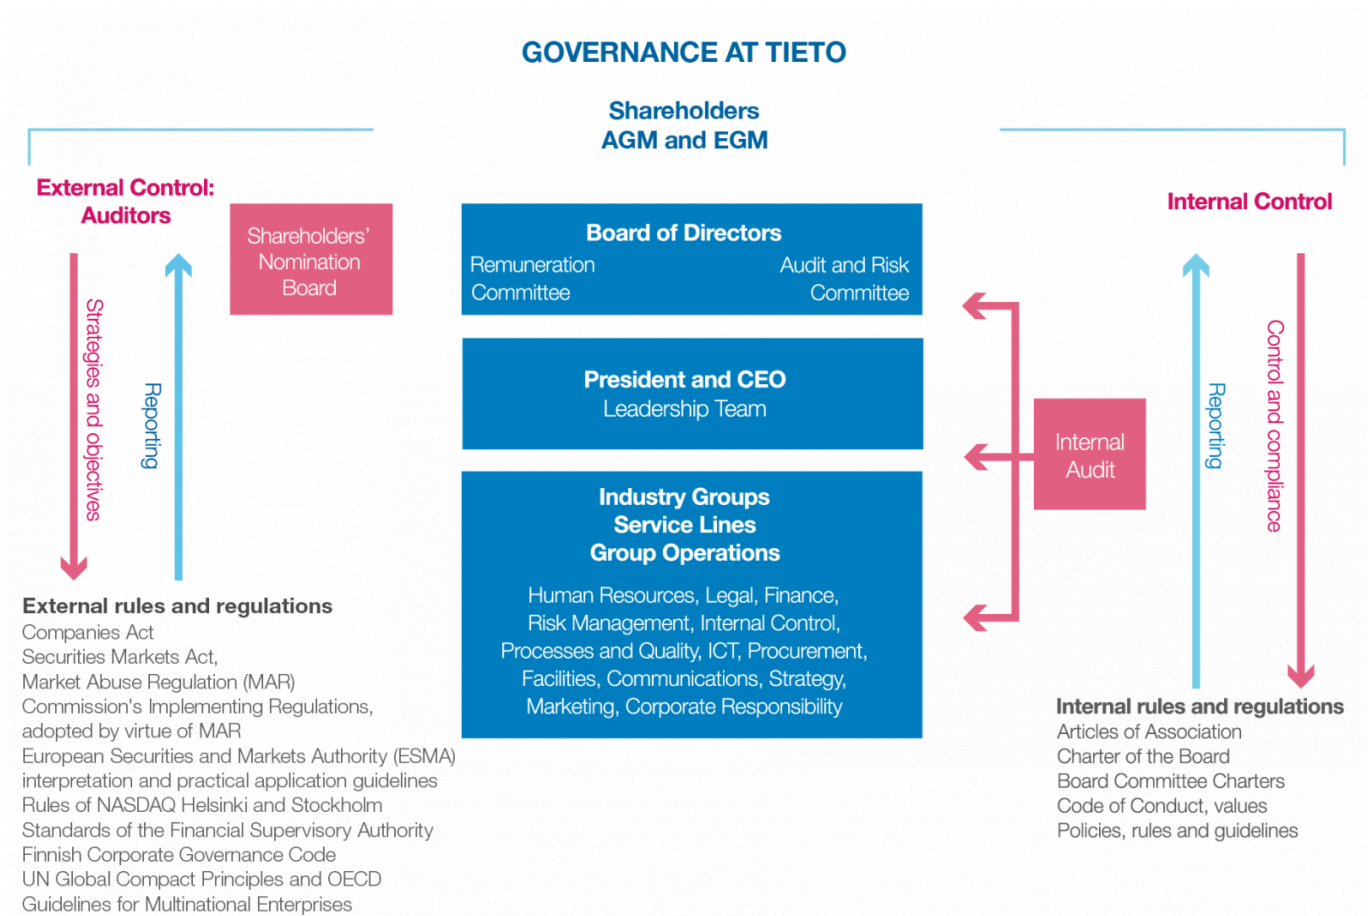 GOVERNANCE AT TIETO
Shareholders
AGM and EGM
External Control:
Auditors
Strategies and objectives
Reporting
Shareholders’
Nomination
Board
Board of Directors
Remuneration
Committee
Audit and Risk
Committee
President and CEO
Leadership Team
Industry Groups
Service Lines
Group Operations
Human Resources, Legal, Finance,
Risk Management, Internal Control,
Processes and Quality, ICT, Procurement,
Facilities, Communications, Strategy,
Marketing, Corporate Responsibility
Internal
Audit
Internal Control
Reporting
Control and compliance
External rules and regulations
Companies Act
Securities Markets Act,
Market Abuse Regulation (MAR)
Commission's Implementing Regulations,
adopted by virtue of MAR
European Securities and Markets Authority (ESMA)
interpretation and practical application guidelines
Rules of NASDAQ Helsinki and Stockholm
Standards of the Financial Supervisory Authority
Finnish Corporate Governance Code
UN Global Compact Principles and OECD
Guidelines for Multinational Enterprises
Internal rules and regulations
Articles of Association
Charter of the Board
Board Committee Charters
Code of Conduct, values
Policies, rules and guidelines